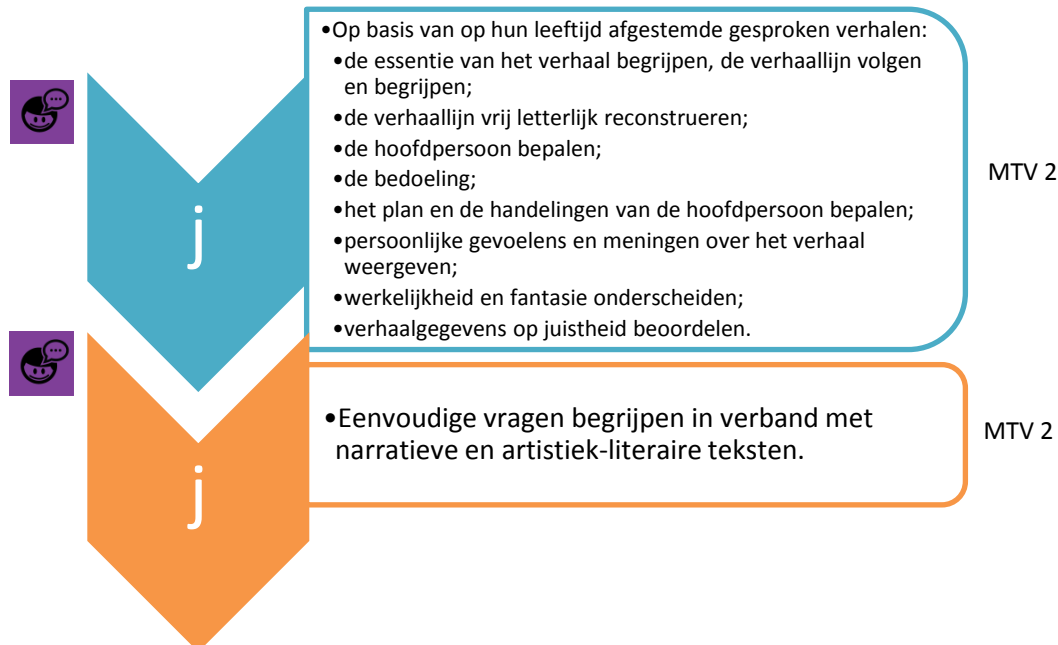 •Op basis van op hun leeftijd afgestemde gesproken verhalen:
•de essentie van het verhaal begrijpen, de verhaallijn volgen
en begrijpen;
•de verhaallijn vrij letterlijk reconstrueren;
•de hoofdpersoon bepalen;
•de bedoeling;
•het plan en de handelingen van de hoofdpersoon bepalen;
•persoonlijke gevoelens en meningen over het verhaal
weergeven;
•werkelijkheid en fantasie onderscheiden;
•verhaalgegevens op juistheid beoordelen.
j
MTV 2
•Eenvoudige vragen begrijpen in verband met
narratieve en artistiek-literaire teksten.
j
MTV 2